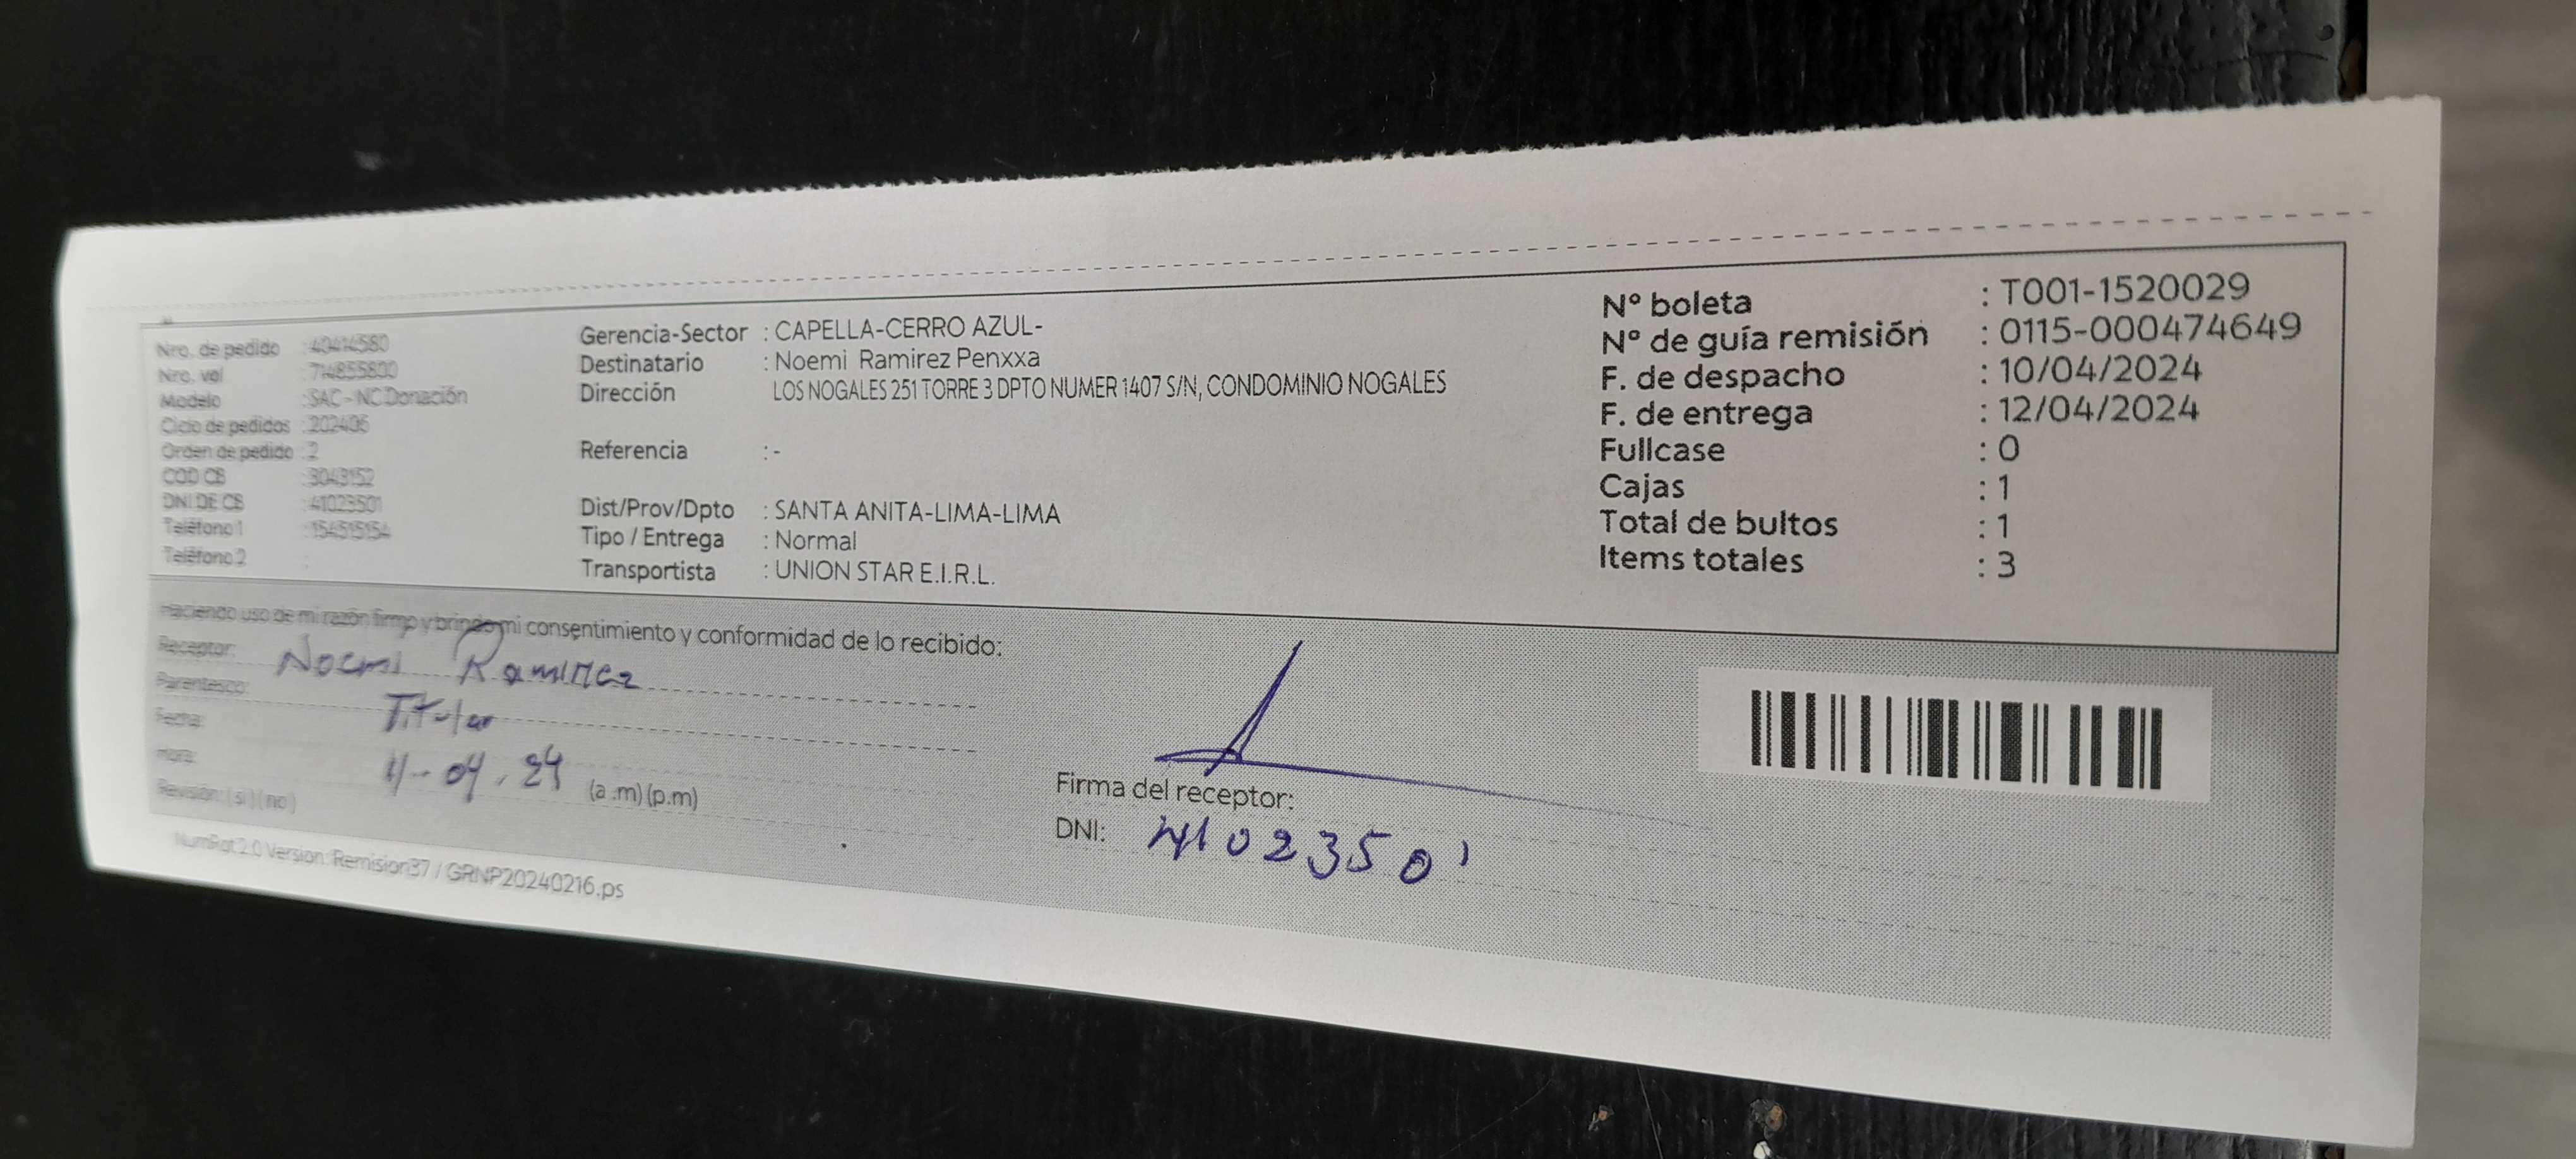 Nro. de pedido : 40414580
Nro. vol : 714855800
Modelo : SAC - NC Donación
Ciclo de pedidos : 202406
Orden de pedido : 2
COD CB : 3043152
DNI DE CB : 41023501
Teléfono 1 : 154515154
Teléfono 2 :
Gerencia-Sector : CAPELLA-CERRO AZUL-
Destinatario : Noemi Ramirez Penxxa
Dirección LOS NOGALES 251 TORRE 3 DPTO NUMER 1407 S/N, CONDOMINIO NOGALES
Referencia : -
Dist/Prov/Dpto : SANTA ANITA-LIMA-LIMA
Tipo / Entrega : Normal
Transportista : UNION STAR E.I.R.L.
N° boleta : T001-1520029
N° de guía remisión : 0115-000474649
F. de despacho : 10/04/2024
F. de entrega : 12/04/2024
Fullcase : 0
Cajas : 1
Total de bultos : 1
Items totales : 3
Haciendo uso de mi razón firmo y brindo mi consentimiento y conformidad de lo recibido:
Receptor: Noemi Ramirez
Parentesco: Titular
Fecha: 11-04.24
Hora: (a .m) (p.m)
Revisión: ( si ) ( no )
Firma del receptor:
DNI: 41023501
NumRqt2.0 Version: Remision37 / GRNP20240216.ps